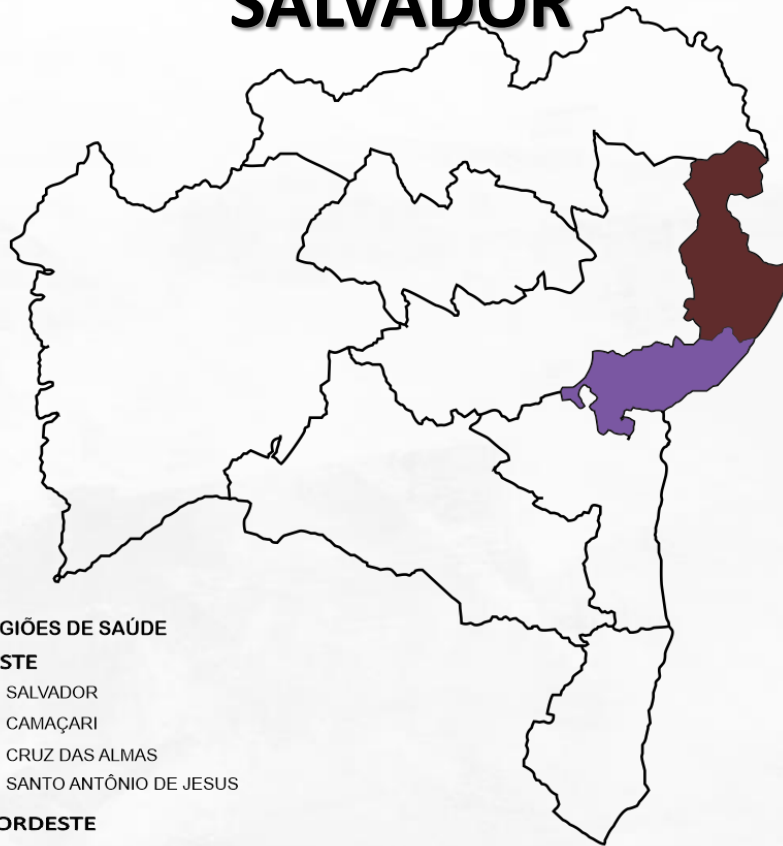 SALVADOR
GIÕES DE SAÚDE
STE
SALVADOR
CAMAÇARI
CRUZ DAS ALMAS
SANTO ANTÔNIO DE JESUS
ORDESTE